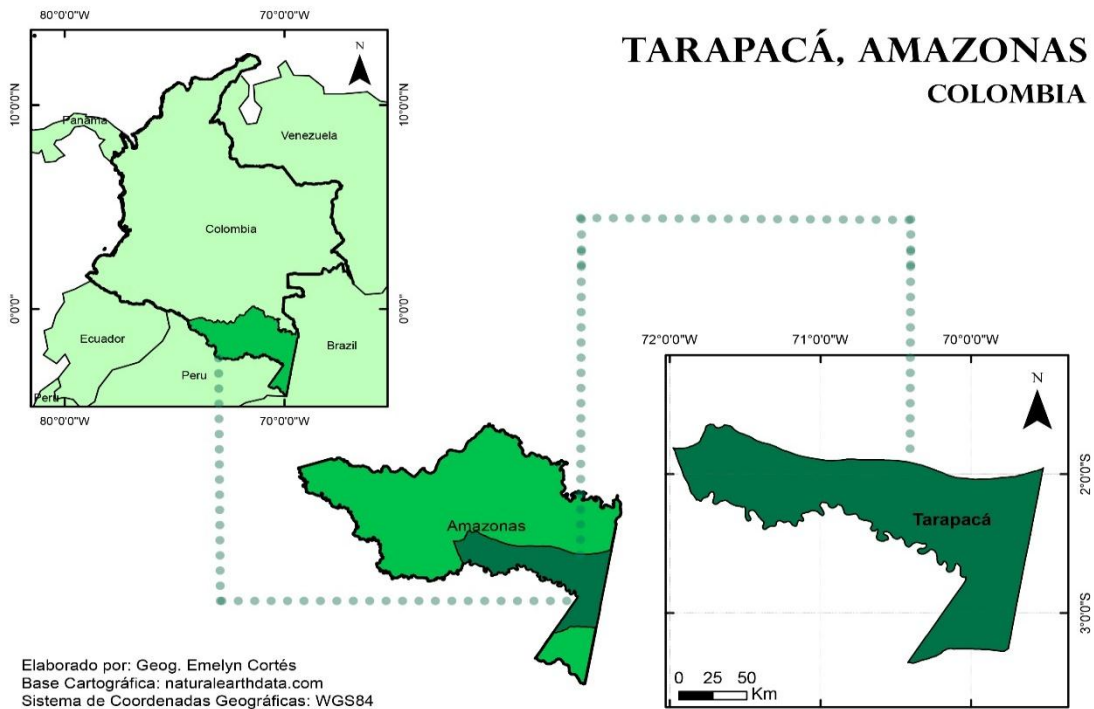 TARAPACÁ, AMAZONAS
COLOMBIA
80°0'0"W 70°0'0"W
N
10°0'0"N 10°0'0"N
Panama
Venezuela
Colombia
0°0'0" 0°0'0"
Ecuador
Brazil
Peru
Peru
80°0'0"W 70°0'0"W
72°0'0"W 71°0'0"W 70°0'0"W
N
2°0'0"S
Tarapacá
3°0'0"S
0 25 50
Km
Amazonas
Elaborado por: Geog. Emelyn Cortés
Base Cartográfica: naturalearthdata.com
Sistema de Coordenadas Geográficas: WGS84